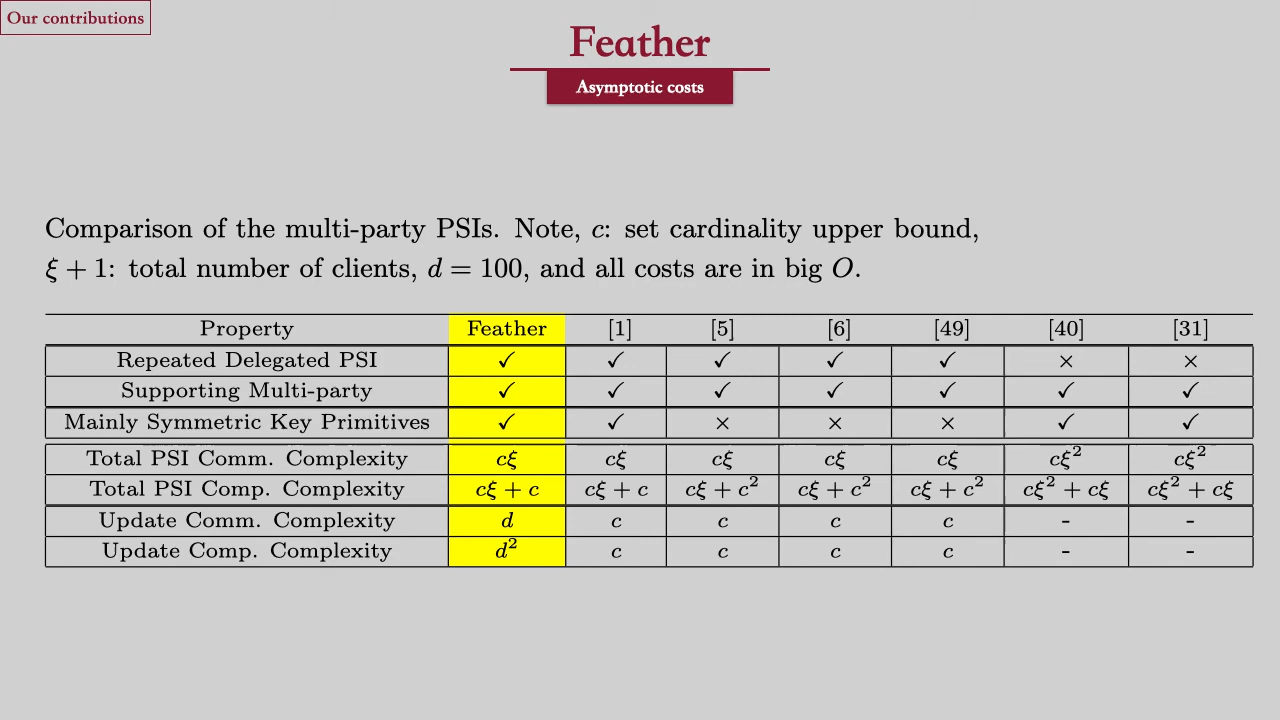 Our contributions
Feather
Asymptotic costs
Comparison of the multi-party PSIs. Note, c: set cardinality upper bound,
ξ + 1: total number of clients, d = 100, and all costs are in big O.
Property Feather [1] [5] [6] [49] [40] [31]
Repeated Delegated PSI ✓ ✓ ✓ ✓ ✓ × ×
Supporting Multi-party ✓ ✓ ✓ ✓ ✓ ✓ ✓
Mainly Symmetric Key Primitives ✓ ✓ × × × ✓ ✓
Total PSI Comm. Complexity cξ cξ cξ cξ cξ cξ² cξ²
Total PSI Comp. Complexity cξ + c cξ + c cξ + c² cξ + c² cξ + c² cξ² + cξ cξ² + cξ
Update Comm. Complexity d c c c c - -
Update Comp. Complexity d² c c c c - -